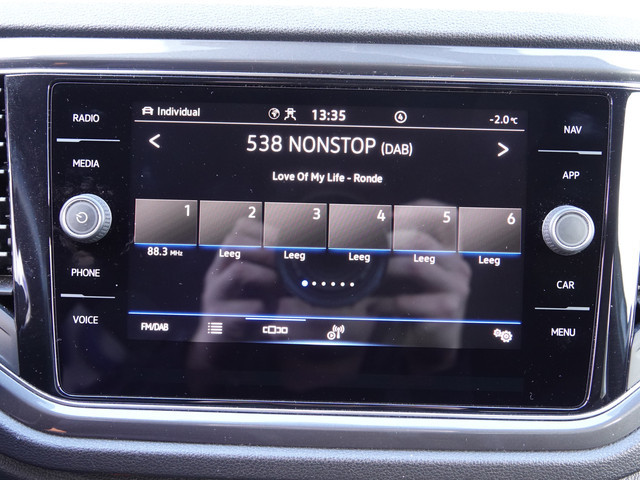 RADIO
MEDIA
PHONE
VOICE
Individual 13:35 4 -2.0°C
< 538 NONSTOP (DAB) >
Love Of My Life - Ronde
1 2 3 4 5 6
88.3 MHz Leeg Leeg Leeg Leeg Leeg
FM/DAB
NAV
APP
CAR
MENU